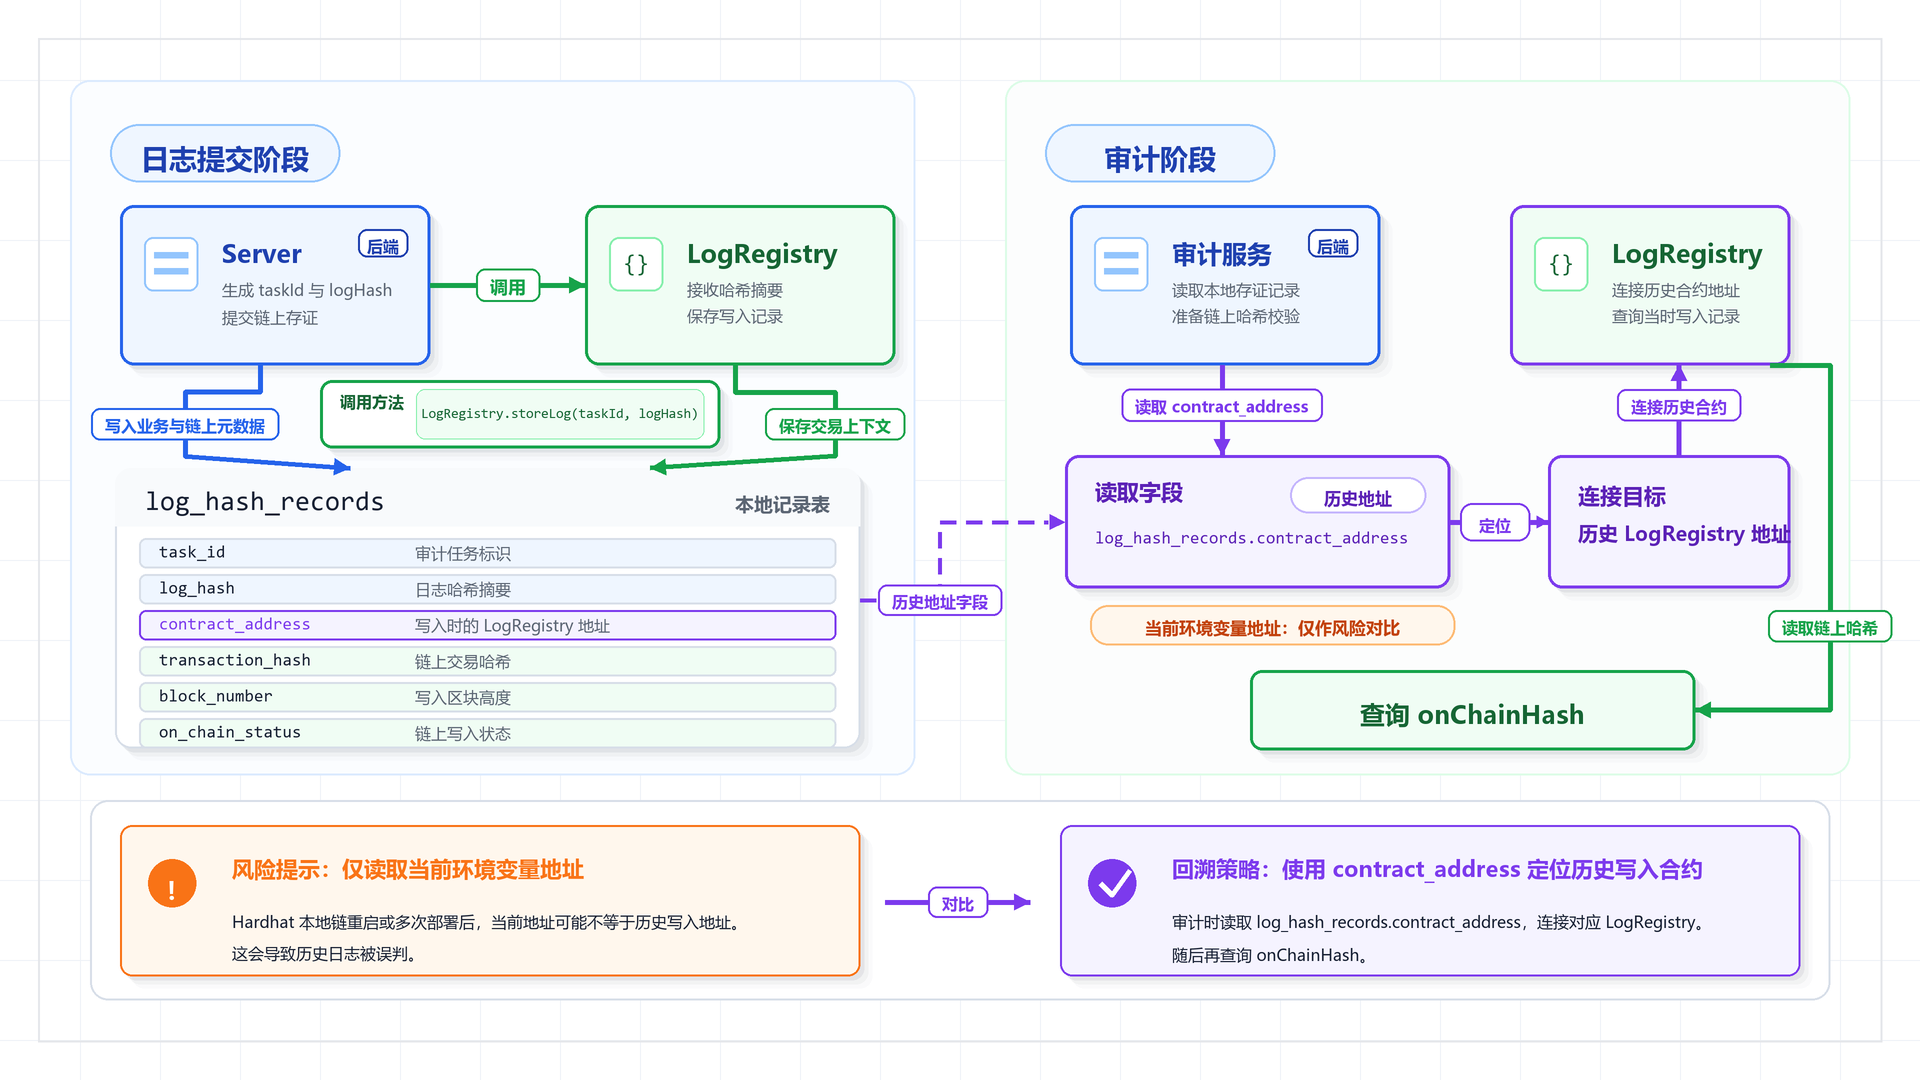 日志提交阶段
Server
后端
生成 taskId 与 logHash
提交链上存证
调用
{}
LogRegistry
接收哈希摘要
保存写入记录
写入业务与链上元数据
调用方法
LogRegistry.storeLog(taskId, logHash)
保存交易上下文
log_hash_records
本地记录表
task_id 审计任务标识
log_hash 日志哈希摘要
contract_address 写入时的 LogRegistry 地址
transaction_hash 链上交易哈希
block_number 写入区块高度
on_chain_status 链上写入状态
历史地址字段
审计阶段
审计服务
后端
读取本地存证记录
准备链上哈希校验
{}
LogRegistry
连接历史合约地址
查询当时写入记录
读取 contract_address
连接历史合约
读取字段
历史地址
log_hash_records.contract_address
定位
连接目标
历史 LogRegistry 地址
当前环境变量地址：仅作风险对比
读取链上哈希
查询 onChainHash
!
风险提示：仅读取当前环境变量地址
Hardhat 本地链重启或多次部署后，当前地址可能不等于历史写入地址。
这会导致历史日志被误判。
对比
回溯策略：使用 contract_address 定位历史写入合约
审计时读取 log_hash_records.contract_address，连接对应 LogRegistry。
随后再查询 onChainHash。